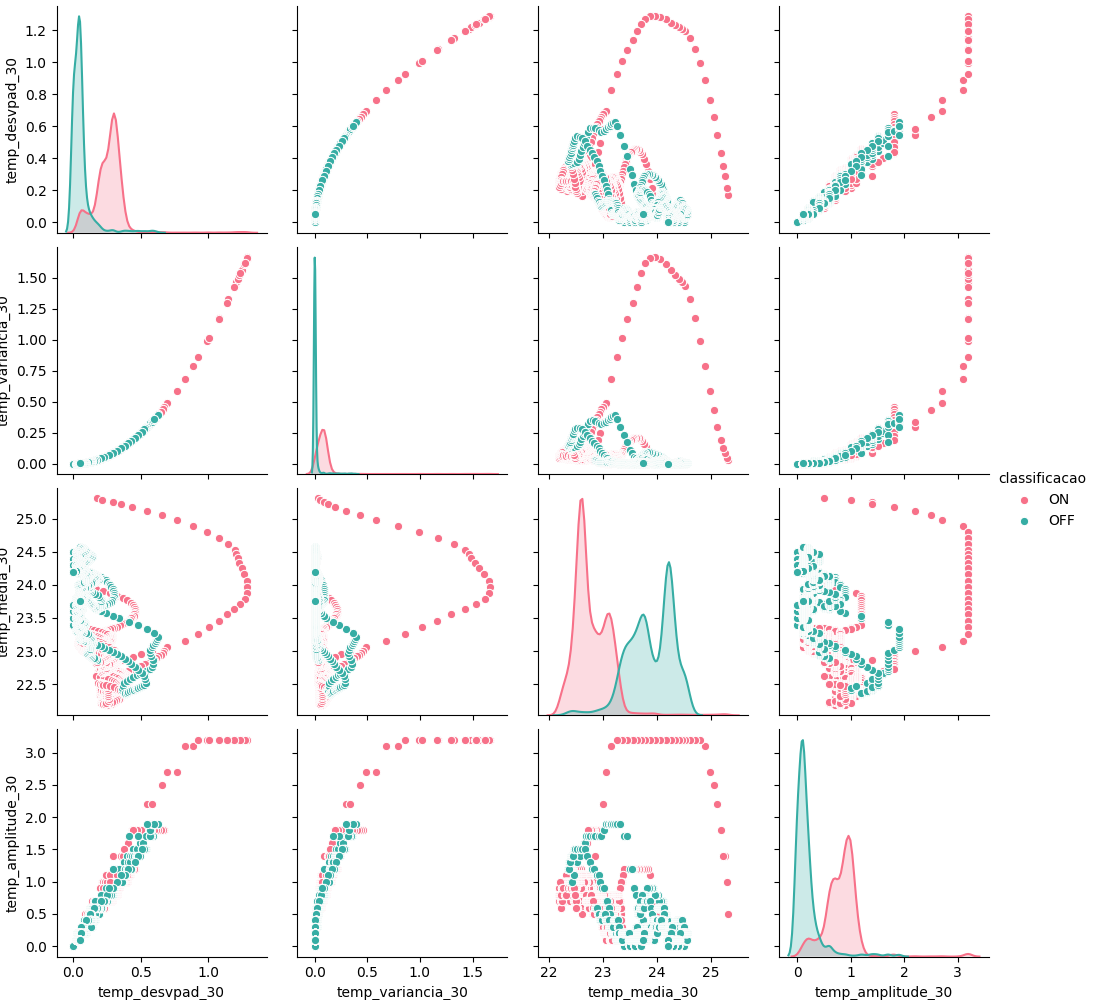 1.2
1.0
0.8
0.6
0.4
0.2
0.0
temp_desvpad_30
1.50
1.25
1.00
0.75
0.50
0.25
0.00
temp_variancia_30
classificacao
ON
OFF
25.0
24.5
24.0
23.5
23.0
22.5
temp_media_30
3.0
2.5
2.0
1.5
1.0
0.5
0.0
temp_amplitude_30
0.0 0.5 1.0
0.0 0.5 1.0 1.5
22 23 24 25
0 1 2 3
temp_desvpad_30
temp_variancia_30
temp_media_30
temp_amplitude_30